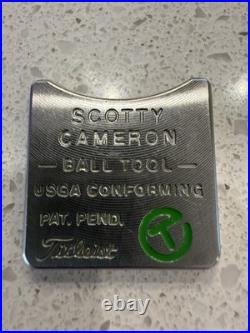 SCOTTY
CAMERON
BALL TOOL
USGA CONFORMING
PAT. PEND.
Titleist
T